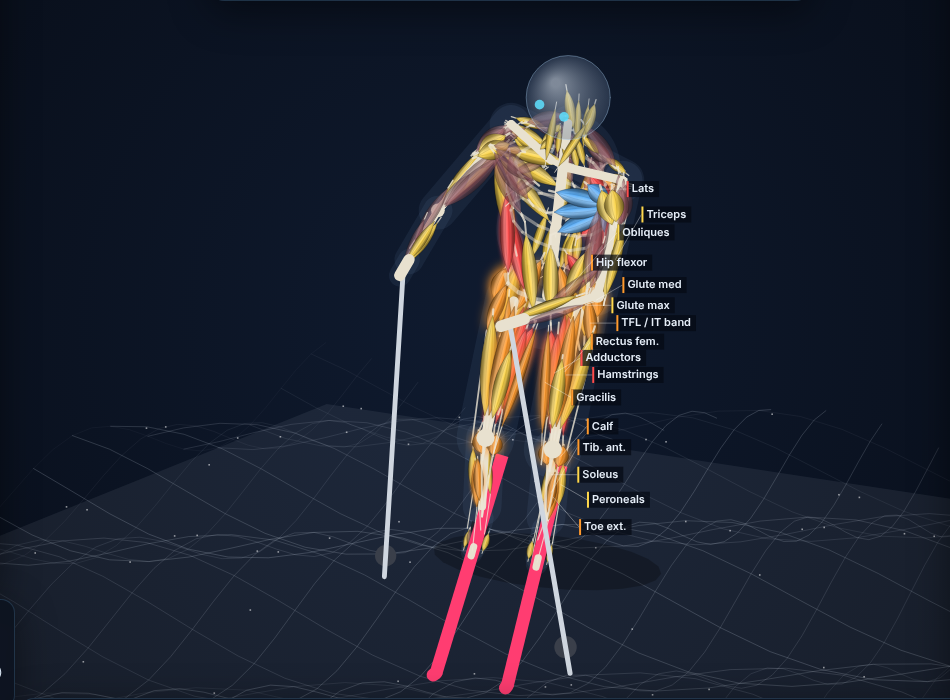 Lats
Triceps
Obliques
Hip flexor
Glute med
Glute max
TFL / IT band
Rectus fem.
Adductors
Hamstrings
Gracilis
Calf
Tib. ant.
Soleus
Peroneals
Toe ext.